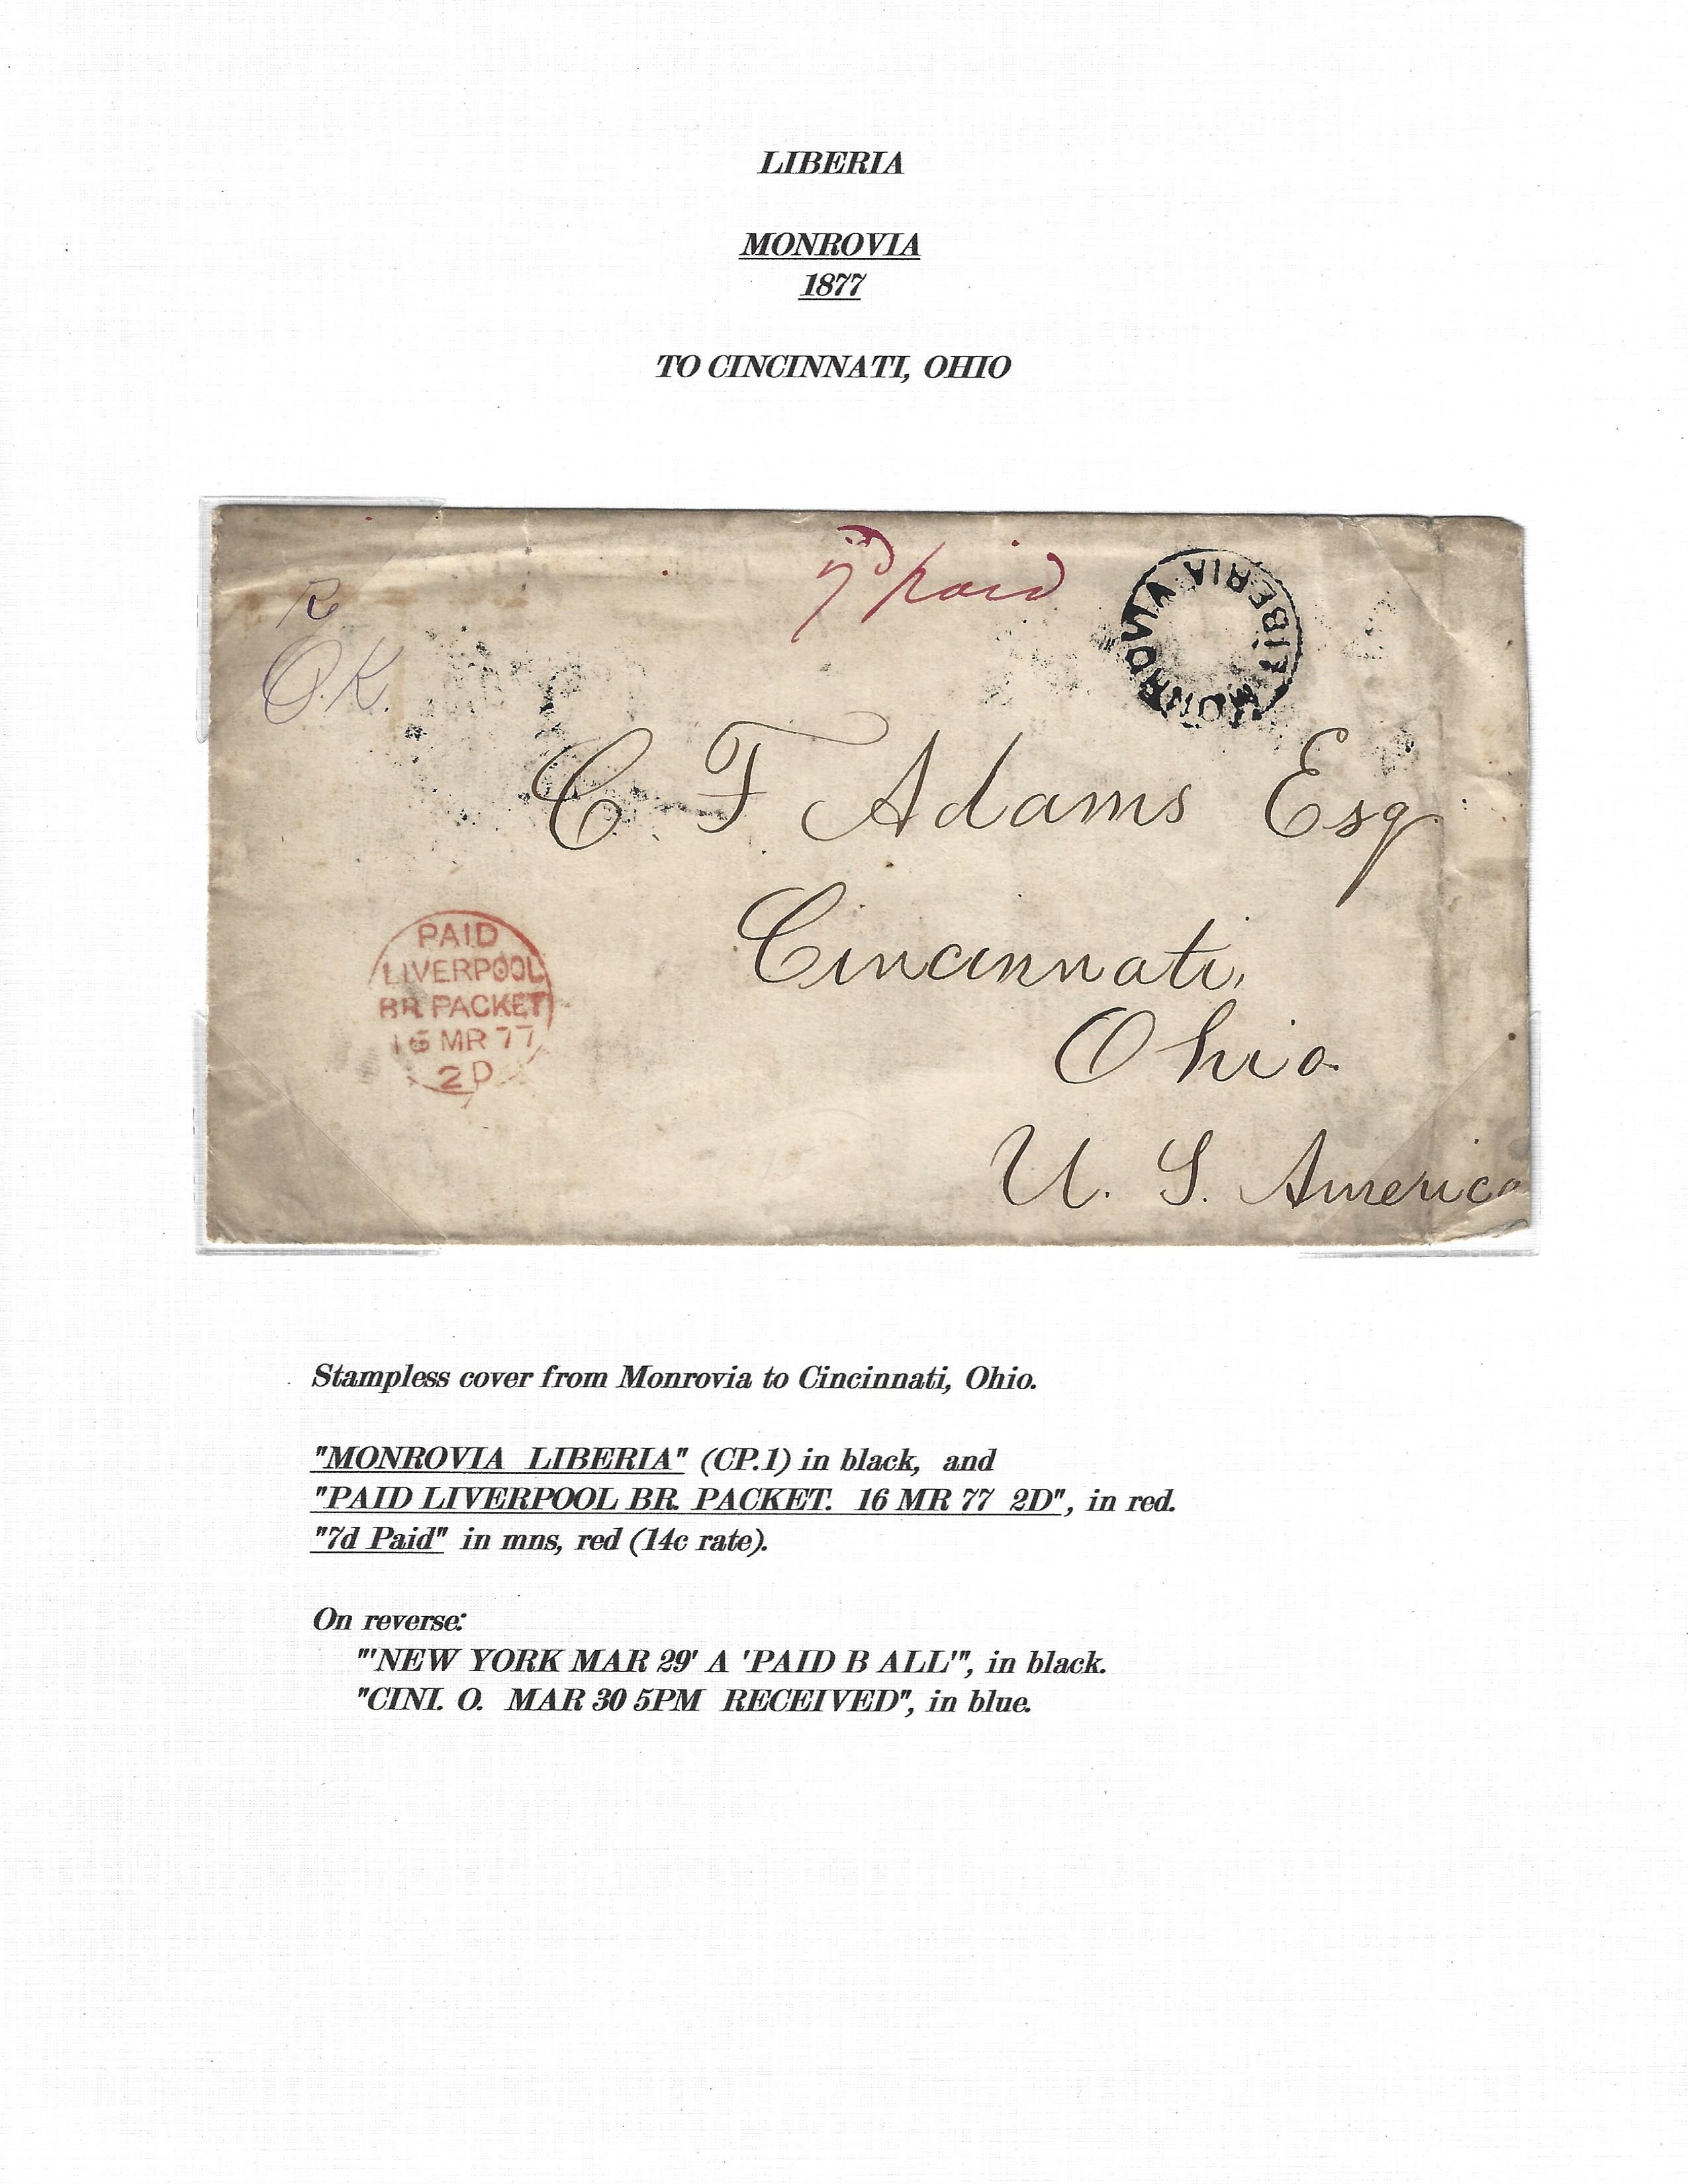 LIBERIA
MONROVIA
1877
TO CINCINNATI, OHIO
7d paid
R
O.K.
MONROVIA LIBERIA
C F Adams Esq
Cincinnati,
Ohio.
U. S. America
PAID
LIVERPOOL
BR. PACKET
16 MR 77
2D
Stampless cover from Monrovia to Cincinnati, Ohio.
"MONROVIA LIBERIA" (CP.1) in black, and
"PAID LIVERPOOL BR. PACKET. 16 MR 77 2D", in red.
"7d Paid" in mns, red (14c rate).
On reverse:
"'NEW YORK MAR 29' A 'PAID B ALL'", in black.
"CINI. O. MAR 30 5PM RECEIVED", in blue.